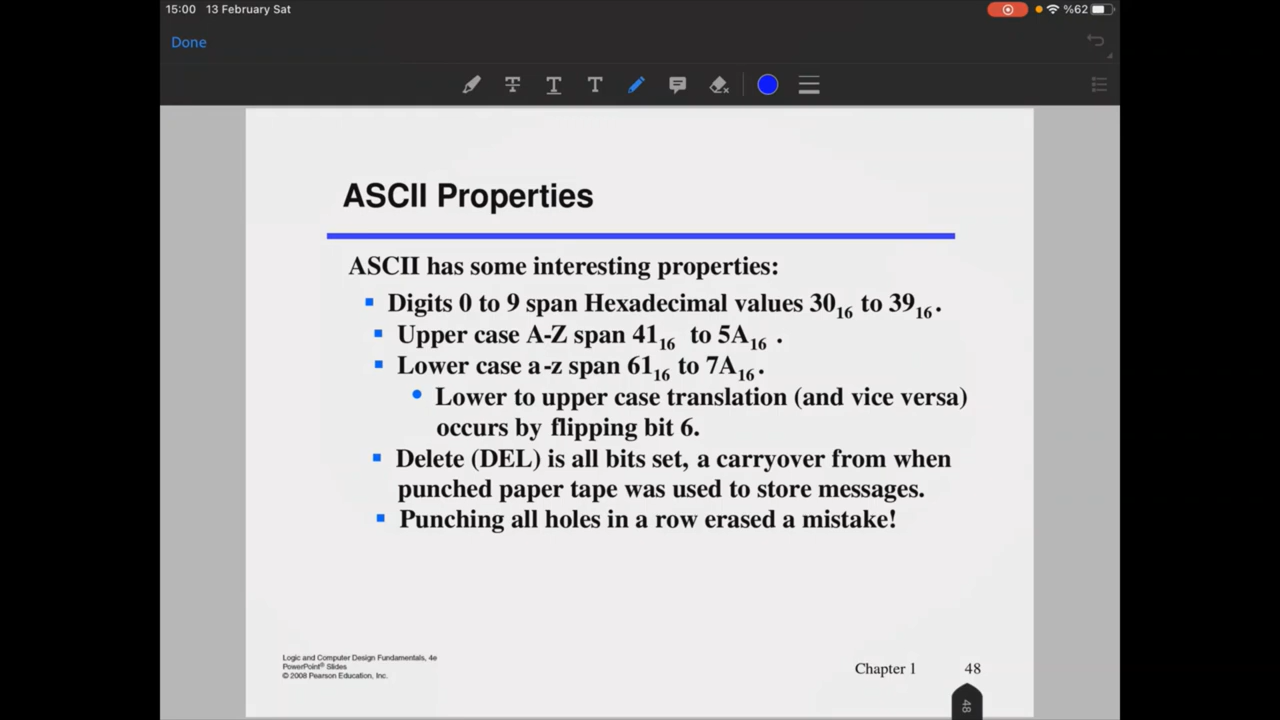 15:00 13 February Sat %62
Done
ASCII Properties
ASCII has some interesting properties:
Digits 0 to 9 span Hexadecimal values 30₁₆ to 39₁₆.
Upper case A-Z span 41₁₆ to 5A₁₆ .
Lower case a-z span 61₁₆ to 7A₁₆.
Lower to upper case translation (and vice versa)
occurs by flipping bit 6.
Delete (DEL) is all bits set, a carryover from when
punched paper tape was used to store messages.
Punching all holes in a row erased a mistake!
Logic and Computer Design Fundamentals, 4e
PowerPoint® Slides
© 2008 Pearson Education, Inc.
Chapter 1 48
48